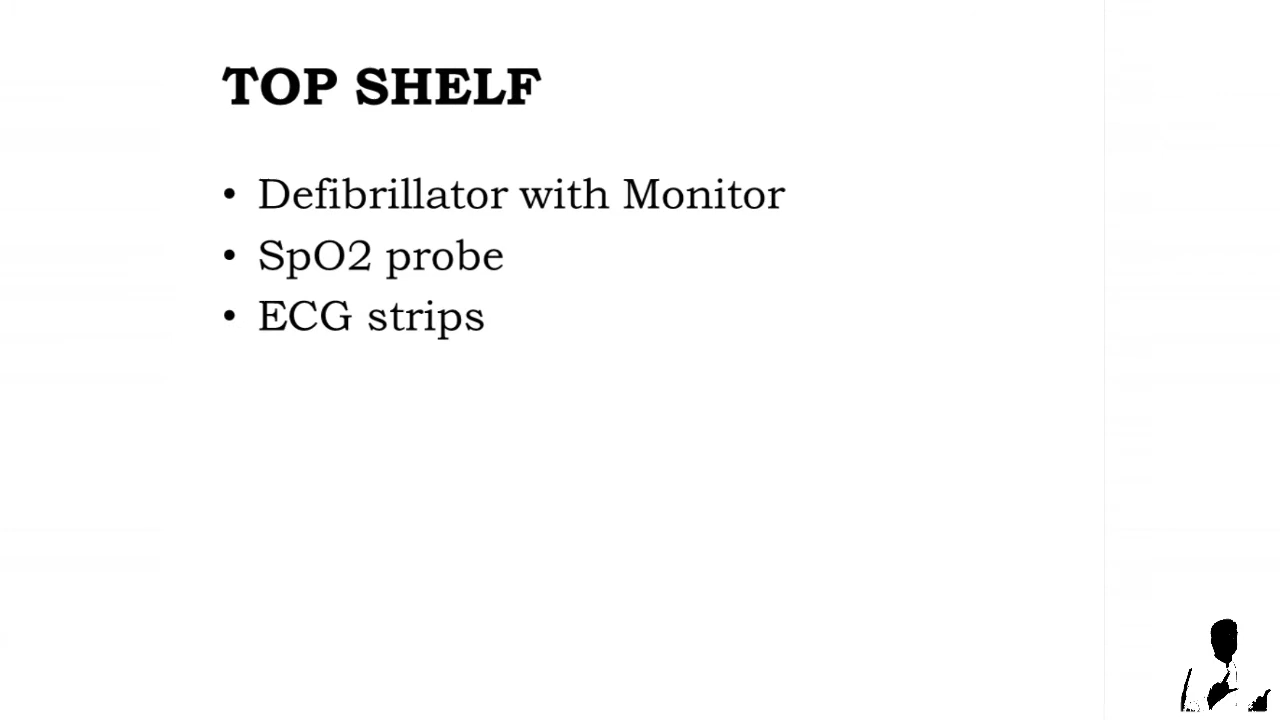 TOP SHELF
• Defibrillator with Monitor
• SpO2 probe
• ECG strips